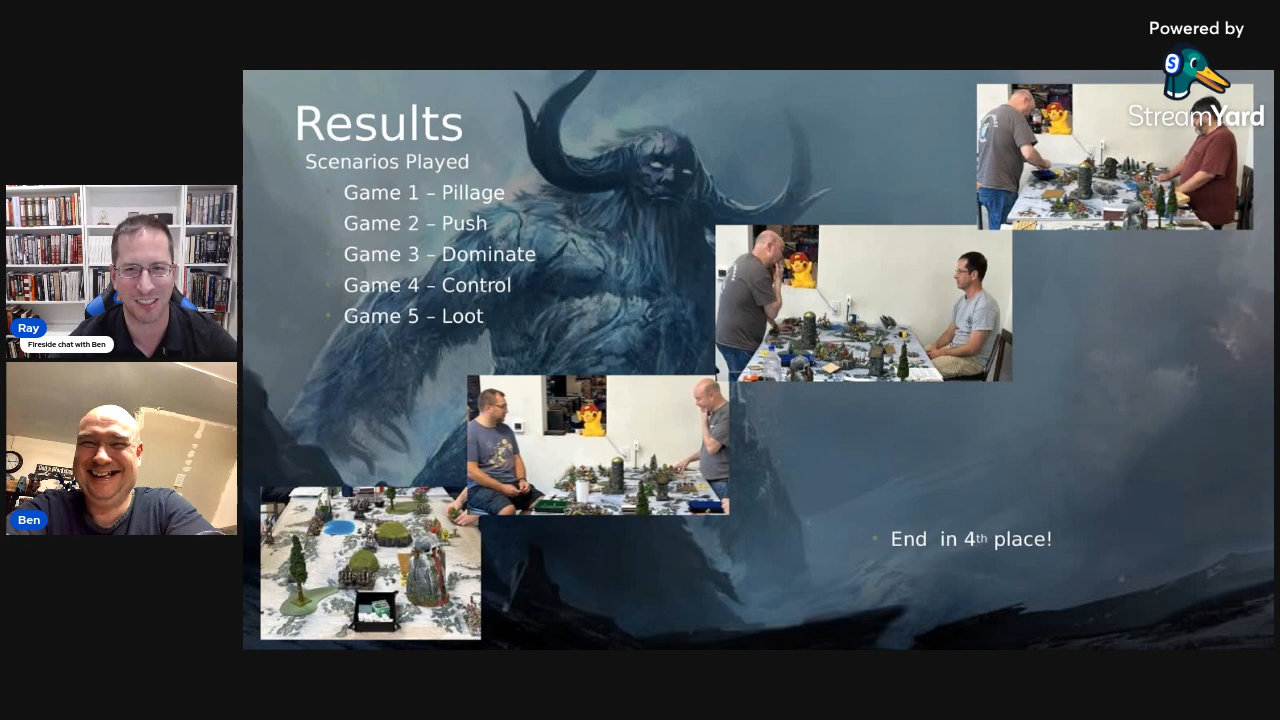 Powered by
StreamYard
Results
Scenarios Played
Game 1 – Pillage
Game 2 – Push
Game 3 – Dominate
Game 4 – Control
Game 5 – Loot
End in 4th place!
Ray
Fireside chat with Ben
Ben